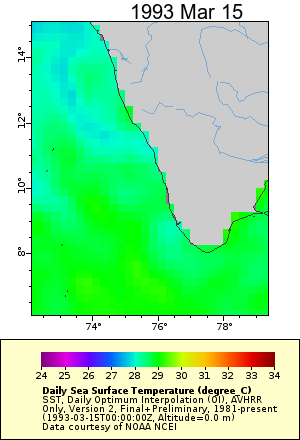 1993 Mar 15
14°
12°
10°
8°
74° 76° 78°
24 25 26 27 28 29 30 31 32 33 34
Daily Sea Surface Temperature (degree_C)
SST, Daily Optimum Interpolation (OI), AVHRR
Only, Version 2, Final+Preliminary, 1981-present
(1993-03-15T00:00:00Z, Altitude=0.0 m)
Data courtesy of NOAA NCEI